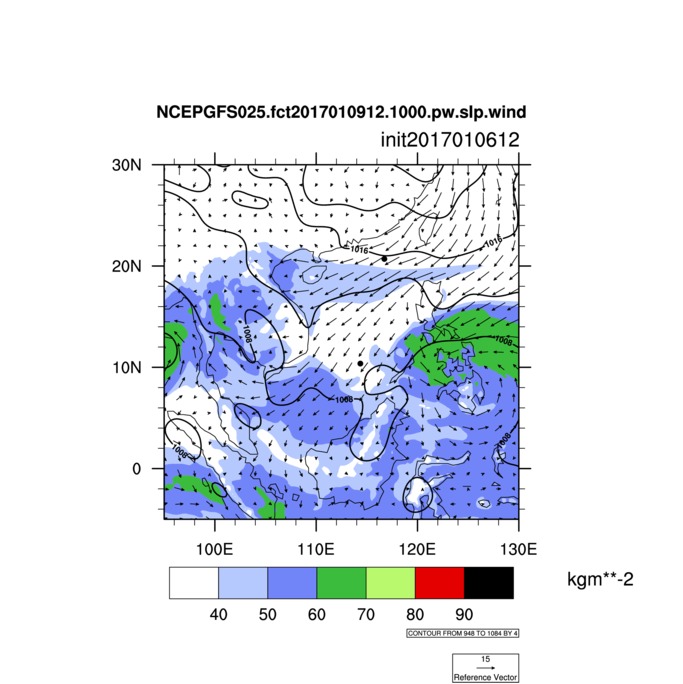 NCEPGFS025.fct2017010912.1000.pw.slp.wind
init2017010612
30N
1016
1016
20N
1008
1008
10N
1008
1008
1008
0
100E 110E 120E 130E
kgm**-2
40 50 60 70 80 90
CONTOUR FROM 948 TO 1084 BY 4
15
Reference Vector